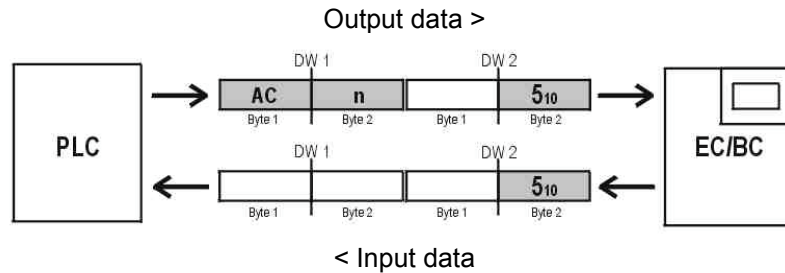 Output data >
DW 1 DW 2
AC n 5₁₀
Byte 1 Byte 2 Byte 1 Byte 2
PLC EC/BC
DW 1 DW 2
5₁₀
Byte 1 Byte 2 Byte 1 Byte 2
< Input data